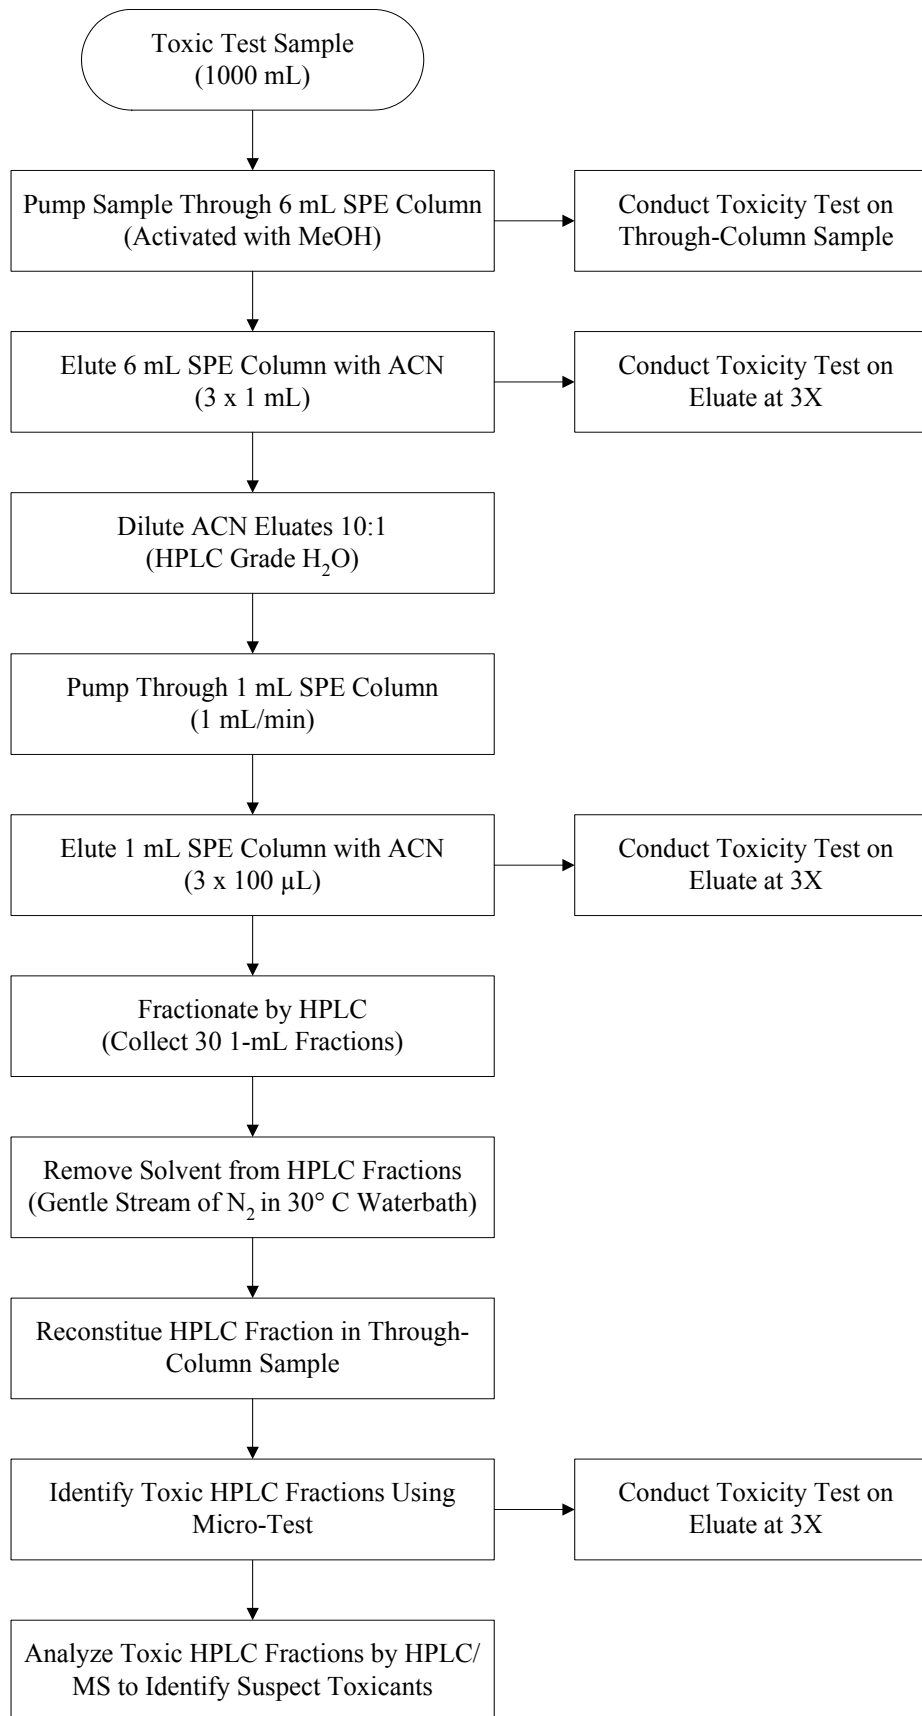 Toxic Test Sample
(1000 mL)
Pump Sample Through 6 mL SPE Column
(Activated with MeOH)
Conduct Toxicity Test on
Through-Column Sample
Elute 6 mL SPE Column with ACN
(3 x 1 mL)
Conduct Toxicity Test on
Eluate at 3X
Dilute ACN Eluates 10:1
(HPLC Grade H₂O)
Pump Through 1 mL SPE Column
(1 mL/min)
Elute 1 mL SPE Column with ACN
(3 x 100 µL)
Conduct Toxicity Test on
Eluate at 3X
Fractionate by HPLC
(Collect 30 1-mL Fractions)
Remove Solvent from HPLC Fractions
(Gentle Stream of N₂ in 30° C Waterbath)
Reconstitue HPLC Fraction in Through-
Column Sample
Identify Toxic HPLC Fractions Using
Micro-Test
Conduct Toxicity Test on
Eluate at 3X
Analyze Toxic HPLC Fractions by HPLC/
MS to Identify Suspect Toxicants